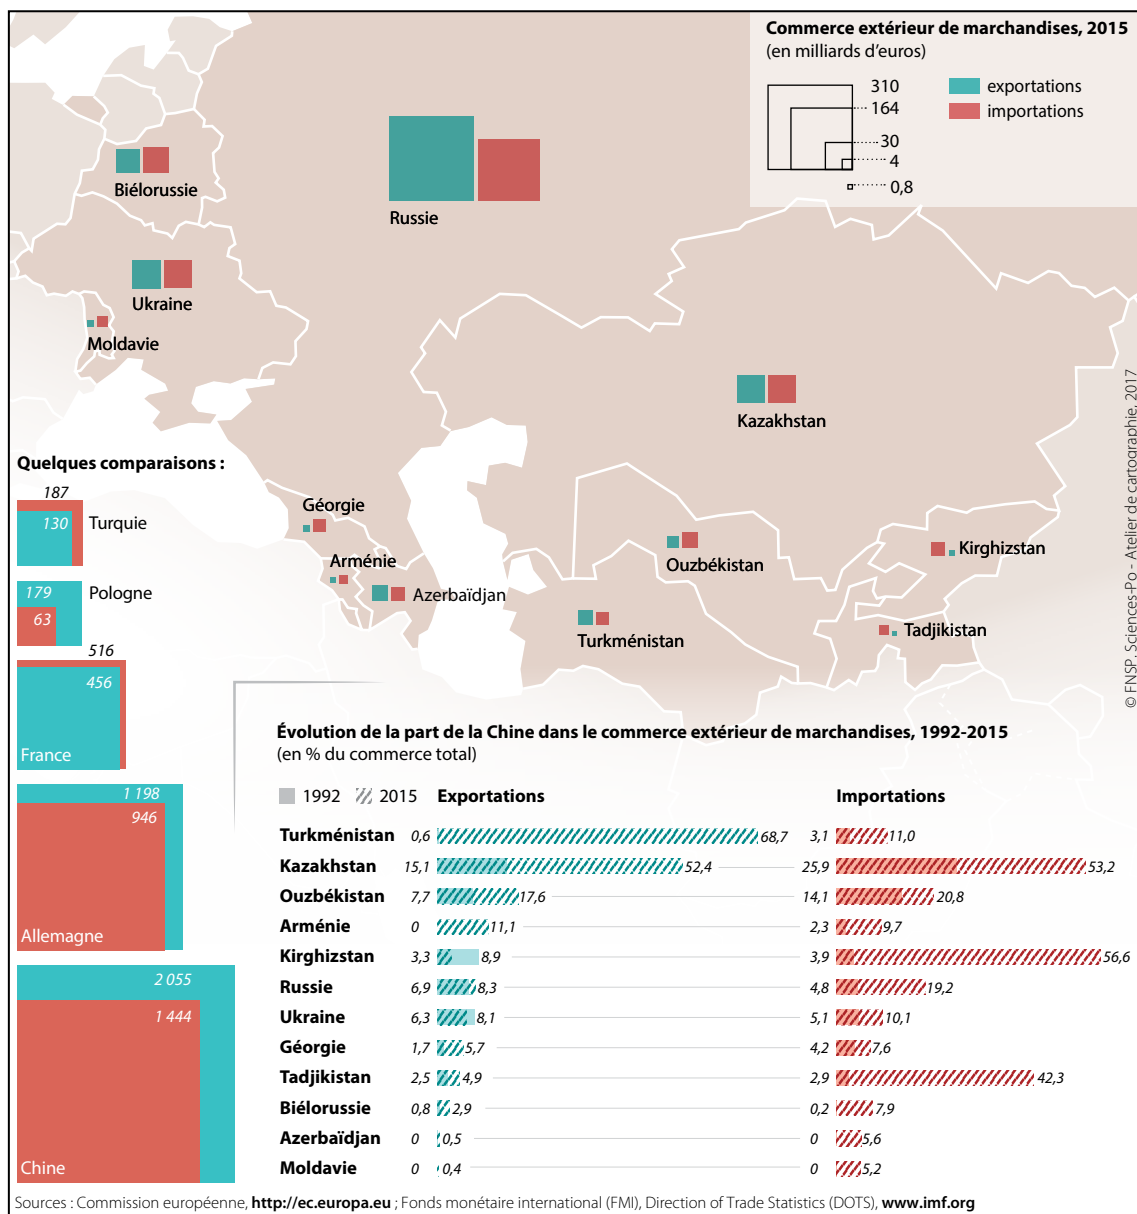 Commerce extérieur de marchandises, 2015
(en milliards d'euros)
310
164
30
4
0,8
exportations
importations
Biélorussie
Russie
Ukraine
Moldavie
Kazakhstan
Géorgie
Arménie
Azerbaïdjan
Ouzbékistan
Turkménistan
Kirghizstan
Tadjikistan
© FNSP. Sciences-Po - Atelier de cartographie, 2017
Quelques comparaisons :
187
130
Turquie
179
63
Pologne
516
456
France
1 198
946
Allemagne
2 055
1 444
Chine
Évolution de la part de la Chine dans le commerce extérieur de marchandises, 1992-2015
(en % du commerce total)
1992 2015 Exportations Importations
Turkménistan 0,6 68,7 3,1 11,0
Kazakhstan 15,1 52,4 25,9 53,2
Ouzbékistan 7,7 17,6 14,1 20,8
Arménie 0 11,1 2,3 9,7
Kirghizstan 3,3 8,9 3,9 56,6
Russie 6,9 8,3 4,8 19,2
Ukraine 6,3 8,1 5,1 10,1
Géorgie 1,7 5,7 4,2 7,6
Tadjikistan 2,5 4,9 2,9 42,3
Biélorussie 0,8 2,9 0,2 7,9
Azerbaïdjan 0 0,5 0 5,6
Moldavie 0 0,4 0 5,2
Sources : Commission européenne, http://ec.europa.eu ; Fonds monétaire international (FMI), Direction of Trade Statistics (DOTS), www.imf.org